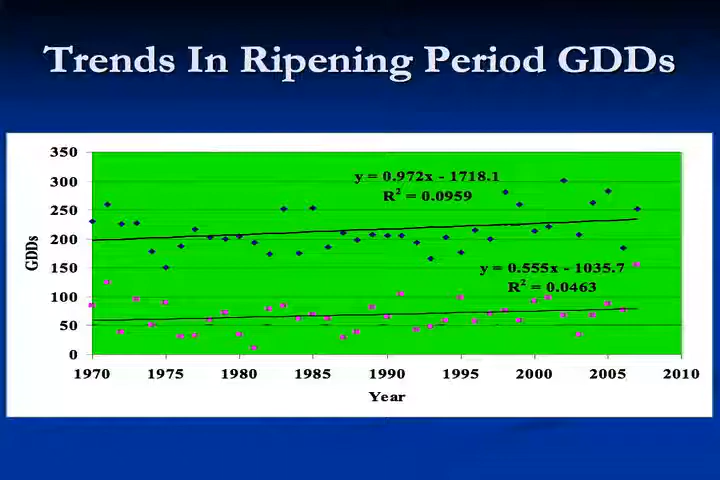 Trends In Ripening Period GDDs
350
300
250
200
150
100
50
0
GDDs
y = 0.972x - 1718.1
R² = 0.0959
y = 0.555x - 1035.7
R² = 0.0463
1970 1975 1980 1985 1990 1995 2000 2005 2010
Year